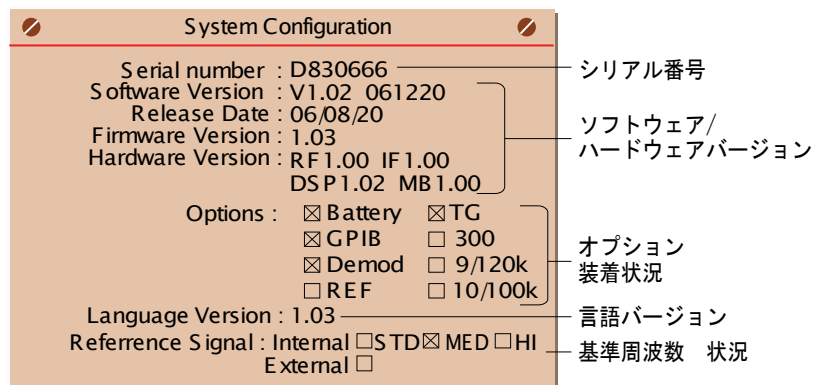 System Configuration
Serial number : D830666
シリアル番号
Software Version : V1.02 061220
Release Date : 06/08/20
Firmware Version : 1.03
Hardware Version : RF1.00 IF1.00
DSP1.02 MB1.00
ソフトウェア/
ハードウェアバージョン
Options : ☒ Battery ☒ TG
☒ GPIB ☐ 300
☒ Demod ☐ 9/120k
☐ REF ☐ 10/100k
オプション
装着状況
Language Version : 1.03
言語バージョン
Referrence Signal : Internal ☐ STD ☒ MED ☐ HI
External ☐
基準周波数 状況